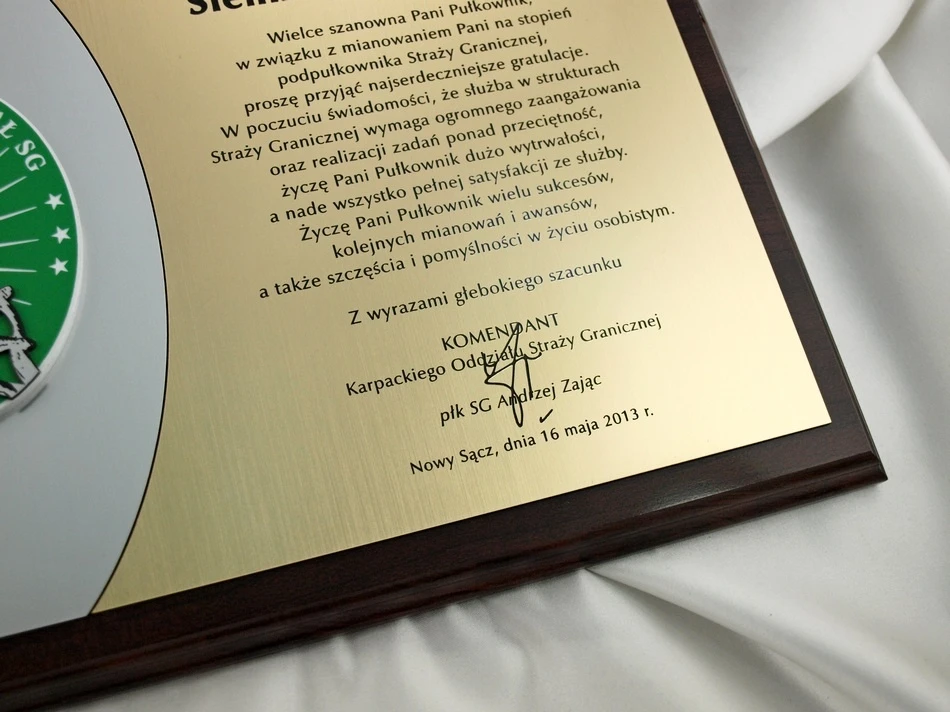 Wielce szanowna Pani Pułkownik,
w związku z mianowaniem Pani na stopień
podpułkownika Straży Granicznej,
proszę przyjąć najserdeczniejsze gratulacje.
W poczuciu świadomości, że służba w strukturach
Straży Granicznej wymaga ogromnego zaangażowania
oraz realizacji zadań ponad przeciętność,
życzę Pani Pułkownik dużo wytrwałości,
a nade wszystko pełnej satysfakcji ze służby.
Życzę Pani Pułkownik wielu sukcesów,
kolejnych mianowań i awansów,
a także szczęścia i pomyślności w życiu osobistym.
Z wyrazami głebokiego szacunku
KOMENDANT
Karpackiego Oddziału Straży Granicznej
płk SG Andrzej Zając
Nowy Sącz, dnia 16 maja 2013 r.
SG